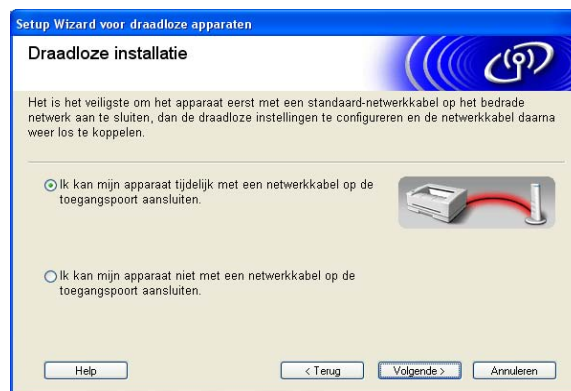 Setup Wizard voor draadloze apparaten
Draadloze installatie
Het is het veiligste om het apparaat eerst met een standaard-netwerkkabel op het bedrade
netwerk aan te sluiten, dan de draadloze instellingen te configureren en de netwerkkabel daarna
weer los te koppelen.
Ik kan mijn apparaat tijdelijk met een netwerkkabel op de
toegangspoort aansluiten.
Ik kan mijn apparaat niet met een netwerkkabel op de
toegangspoort aansluiten.
Help
< Terug
Volgende >
Annuleren